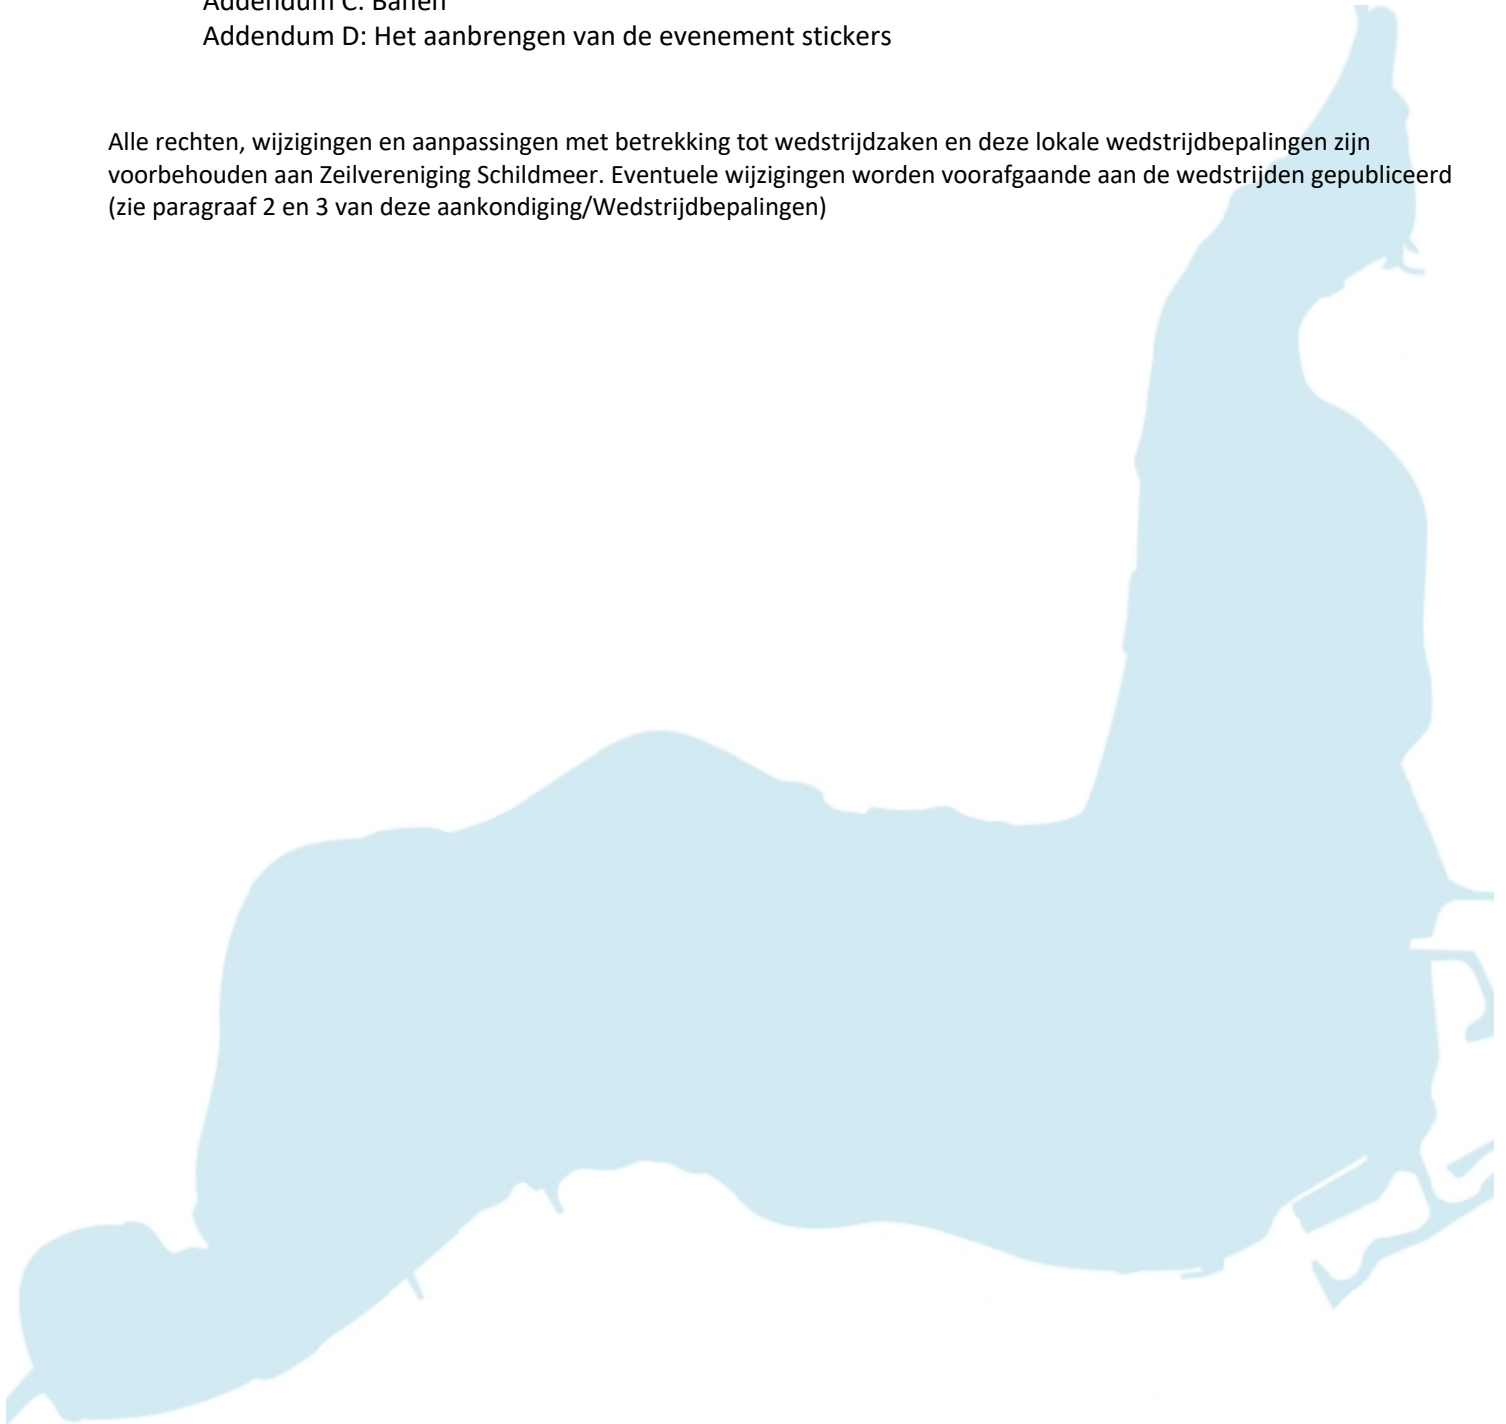 Addendum C: Banen
Addendum D: Het aanbrengen van de evenement stickers
Alle rechten, wijzigingen en aanpassingen met betrekking tot wedstrijdzaken en deze lokale wedstrijdbepalingen zijn
voorbehouden aan Zeilvereniging Schildmeer. Eventuele wijzigingen worden voorafgaande aan de wedstrijden gepubliceerd
(zie paragraaf 2 en 3 van deze aankondiging/Wedstrijdbepalingen)